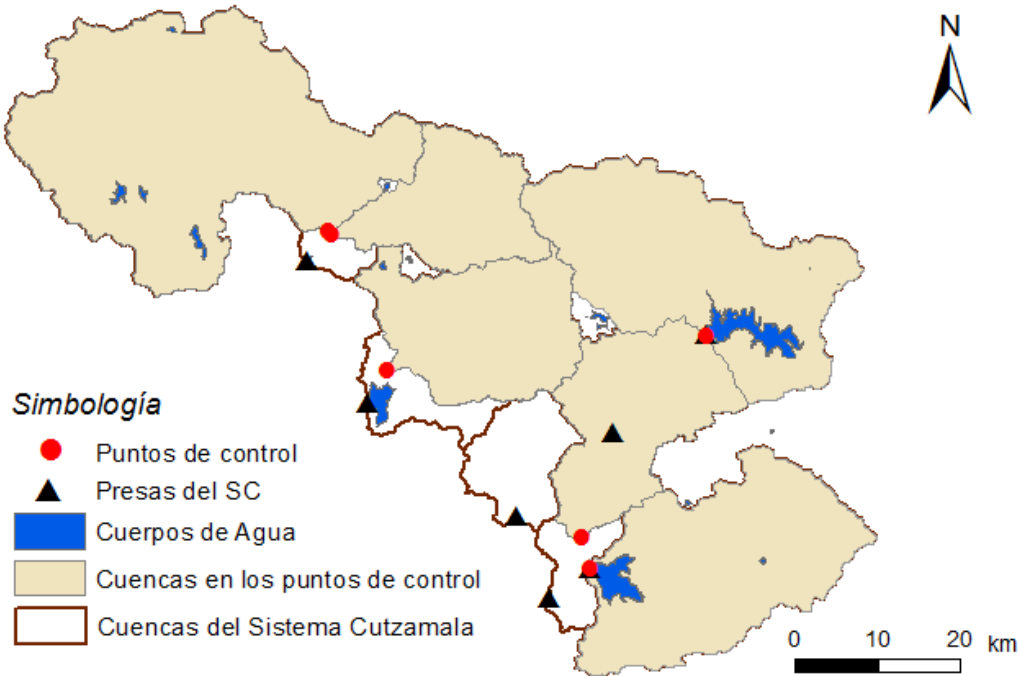 N
Simbología
Puntos de control
Presas del SC
Cuerpos de Agua
Cuencas en los puntos de control
Cuencas del Sistema Cutzamala
0 10 20 km